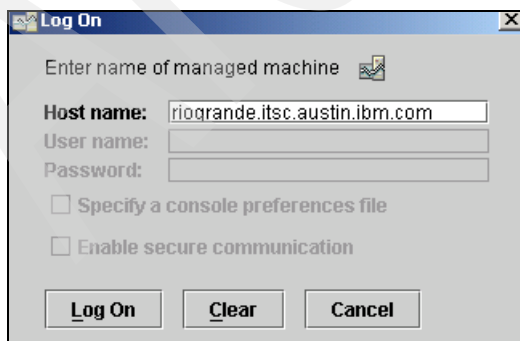 Log On
Enter name of managed machine
Host name: riogrande.itsc.austin.ibm.com
User name:
Password:
Specify a console preferences file
Enable secure communication
Log On Clear Cancel